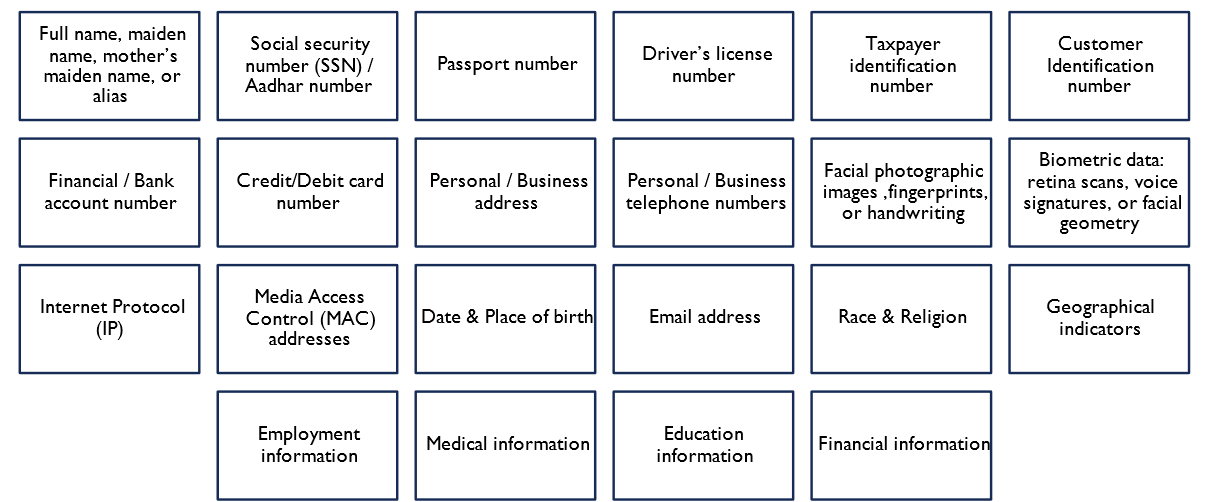 Full name, maiden
name, mother's
maiden name, or
alias
Social security
number (SSN) /
Aadhar number
Passport number
Driver's license
number
Taxpayer
identification
number
Customer
Identification
number
Financial / Bank
account number
Credit/Debit card
number
Personal / Business
address
Personal / Business
telephone numbers
Facial photographic
images ,fingerprints,
or handwriting
Biometric data:
retina scans, voice
signatures, or facial
geometry
Internet Protocol
(IP)
Media Access
Control (MAC)
addresses
Date & Place of birth
Email address
Race & Religion
Geographical
indicators
Employment
information
Medical information
Education
information
Financial information